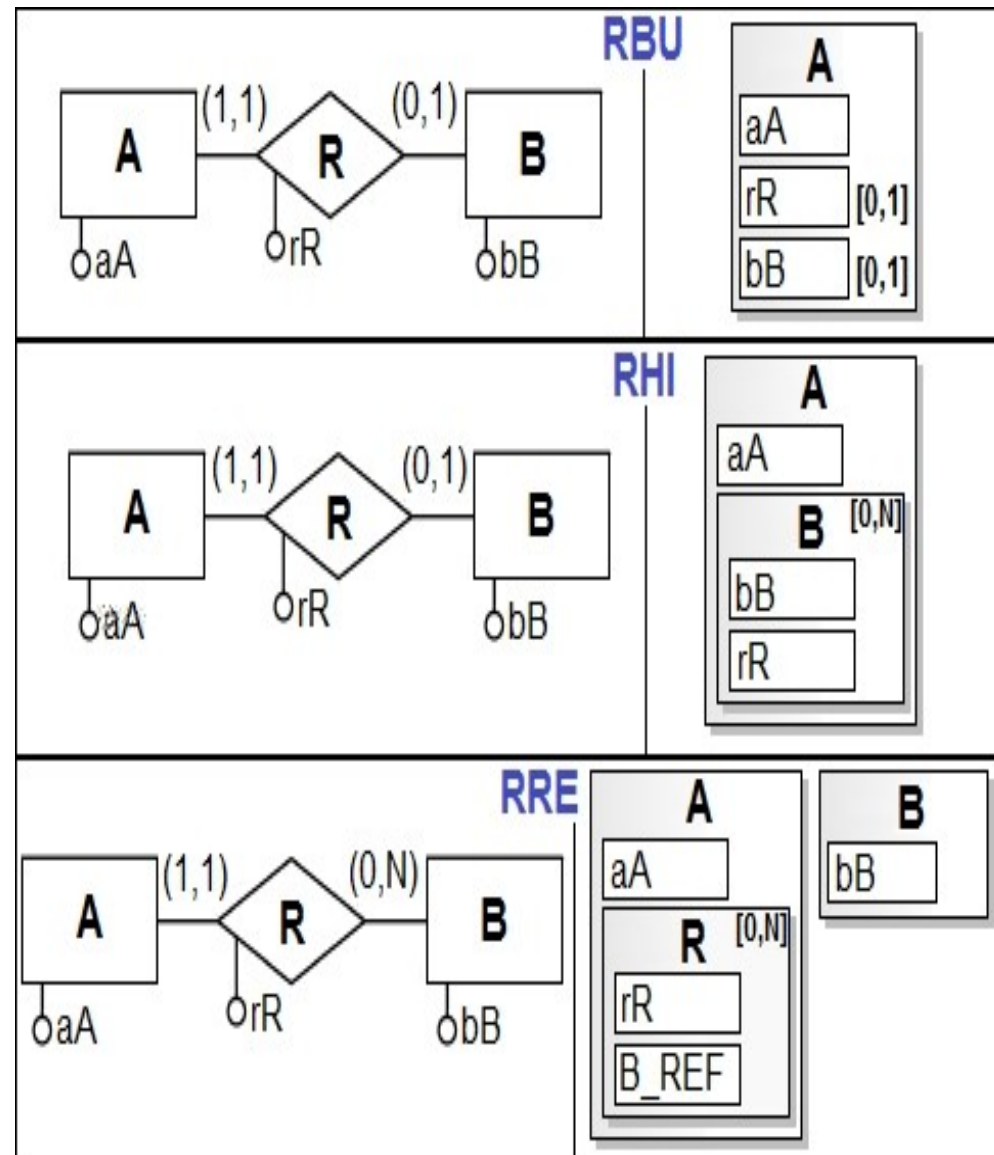 RBU
A
(1,1)
R
(0,1)
B
aA
rR
bB
A
aA
rR [0,1]
bB [0,1]
RHI
A
(1,1)
R
(0,1)
B
aA
rR
bB
A
aA
B [0,N]
bB
rR
RRE
A
(1,1)
R
(0,N)
B
aA
rR
bB
A
aA
R [0,N]
rR
B_REF
B
bB